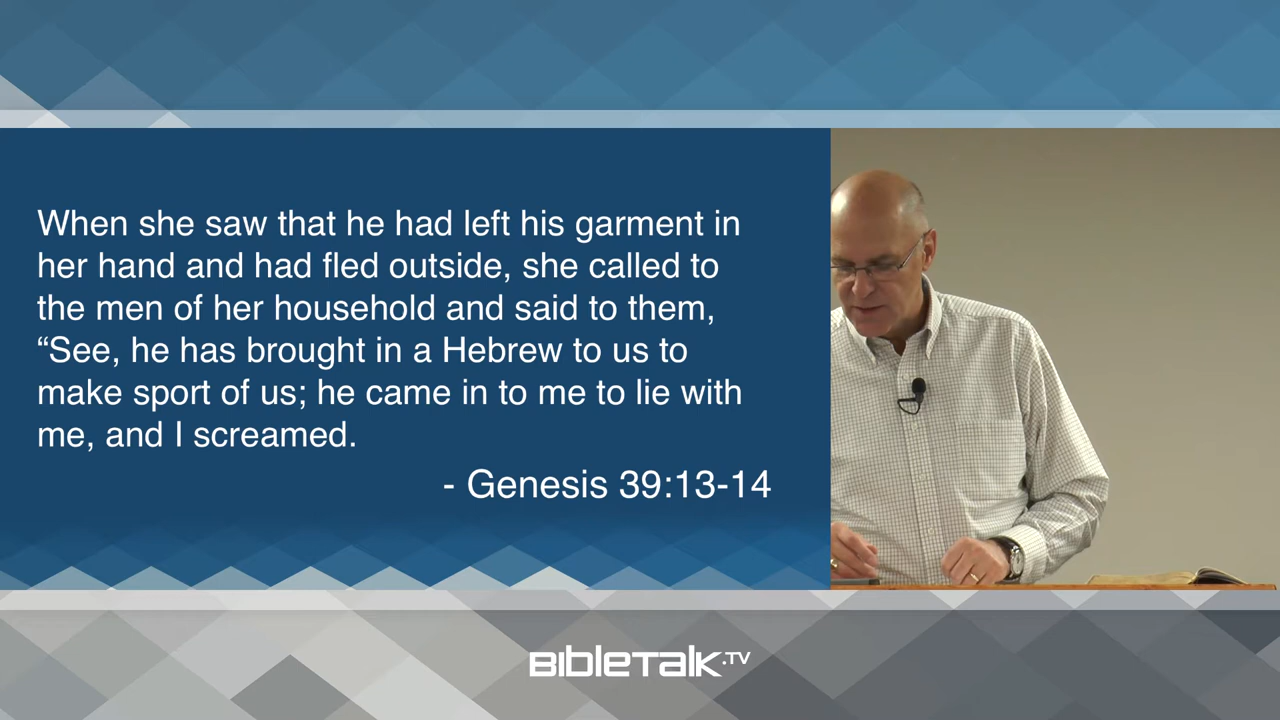 When she saw that he had left his garment in
her hand and had fled outside, she called to
the men of her household and said to them,
“See, he has brought in a Hebrew to us to
make sport of us; he came in to me to lie with
me, and I screamed.
- Genesis 39:13-14
BIBLETALK.TV